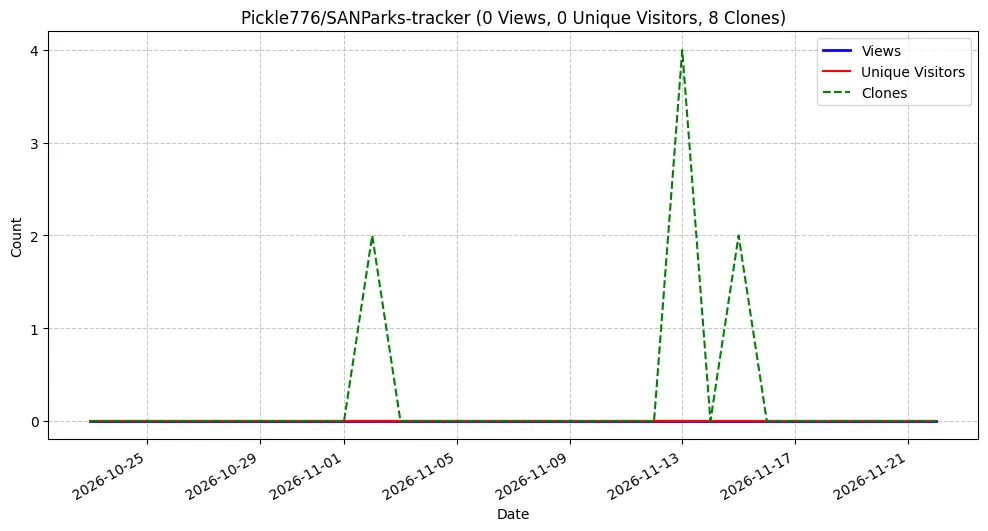 Pickle776/SANParks-tracker (0 Views, 0 Unique Visitors, 8 Clones)
Views
Unique Visitors
Clones
4
3
2
1
0
Count
2026-10-25
2026-10-29
2026-11-01
2026-11-05
2026-11-09
2026-11-13
2026-11-17
2026-11-21
Date